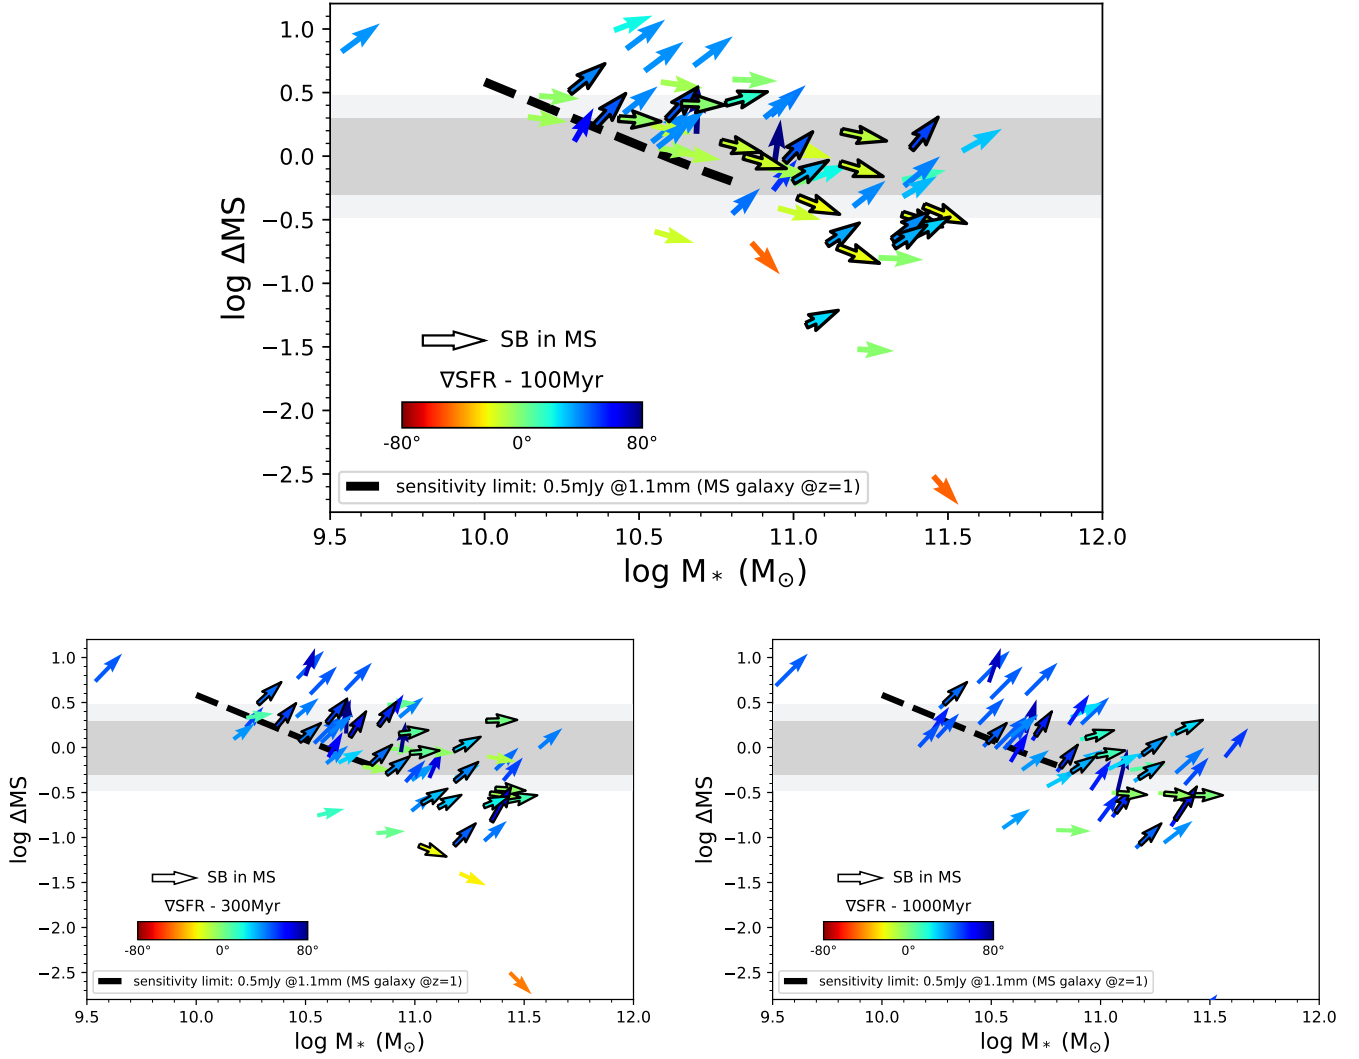 1.0
0.5
0.0
−0.5
−1.0
−1.5
−2.0
−2.5
log ΔMS
SB in MS
∇SFR - 100Myr
-80° 0° 80°
sensitivity limit: 0.5mJy @1.1mm (MS galaxy @z=1)
9.5 10.0 10.5 11.0 11.5 12.0
log M* (M⊙)
1.0
0.5
0.0
−0.5
−1.0
−1.5
−2.0
−2.5
log ΔMS
SB in MS
∇SFR - 300Myr
-80° 0° 80°
sensitivity limit: 0.5mJy @1.1mm (MS galaxy @z=1)
9.5 10.0 10.5 11.0 11.5 12.0
log M* (M⊙)
1.0
0.5
0.0
−0.5
−1.0
−1.5
−2.0
−2.5
log ΔMS
SB in MS
∇SFR - 1000Myr
-80° 0° 80°
sensitivity limit: 0.5mJy @1.1mm (MS galaxy @z=1)
9.5 10.0 10.5 11.0 11.5 12.0
log M* (M⊙)